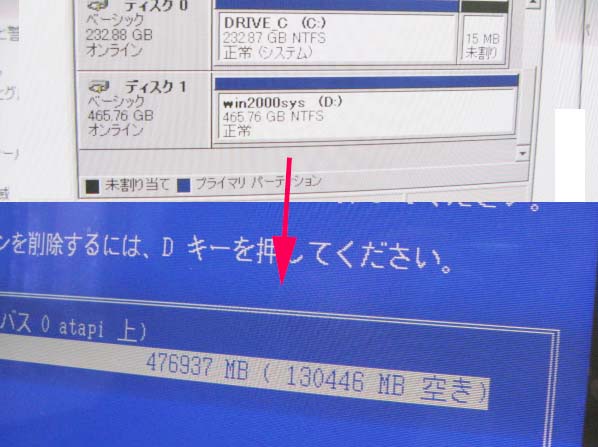 ディスク 0
ベーシック
232.88 GB
オンライン
DRIVE_C (C:)
232.87 GB NTFS
正常 (システム)
15 MB
未割り
ディスク 1
ベーシック
465.76 GB
オンライン
win2000sys (D:)
465.76 GB NTFS
正常
未割り当て プライマリ パーティション
ください。
ンを削除するには、D キーを押してください。
バス 0 atapi 上)
476937 MB ( 130446 MB 空き)